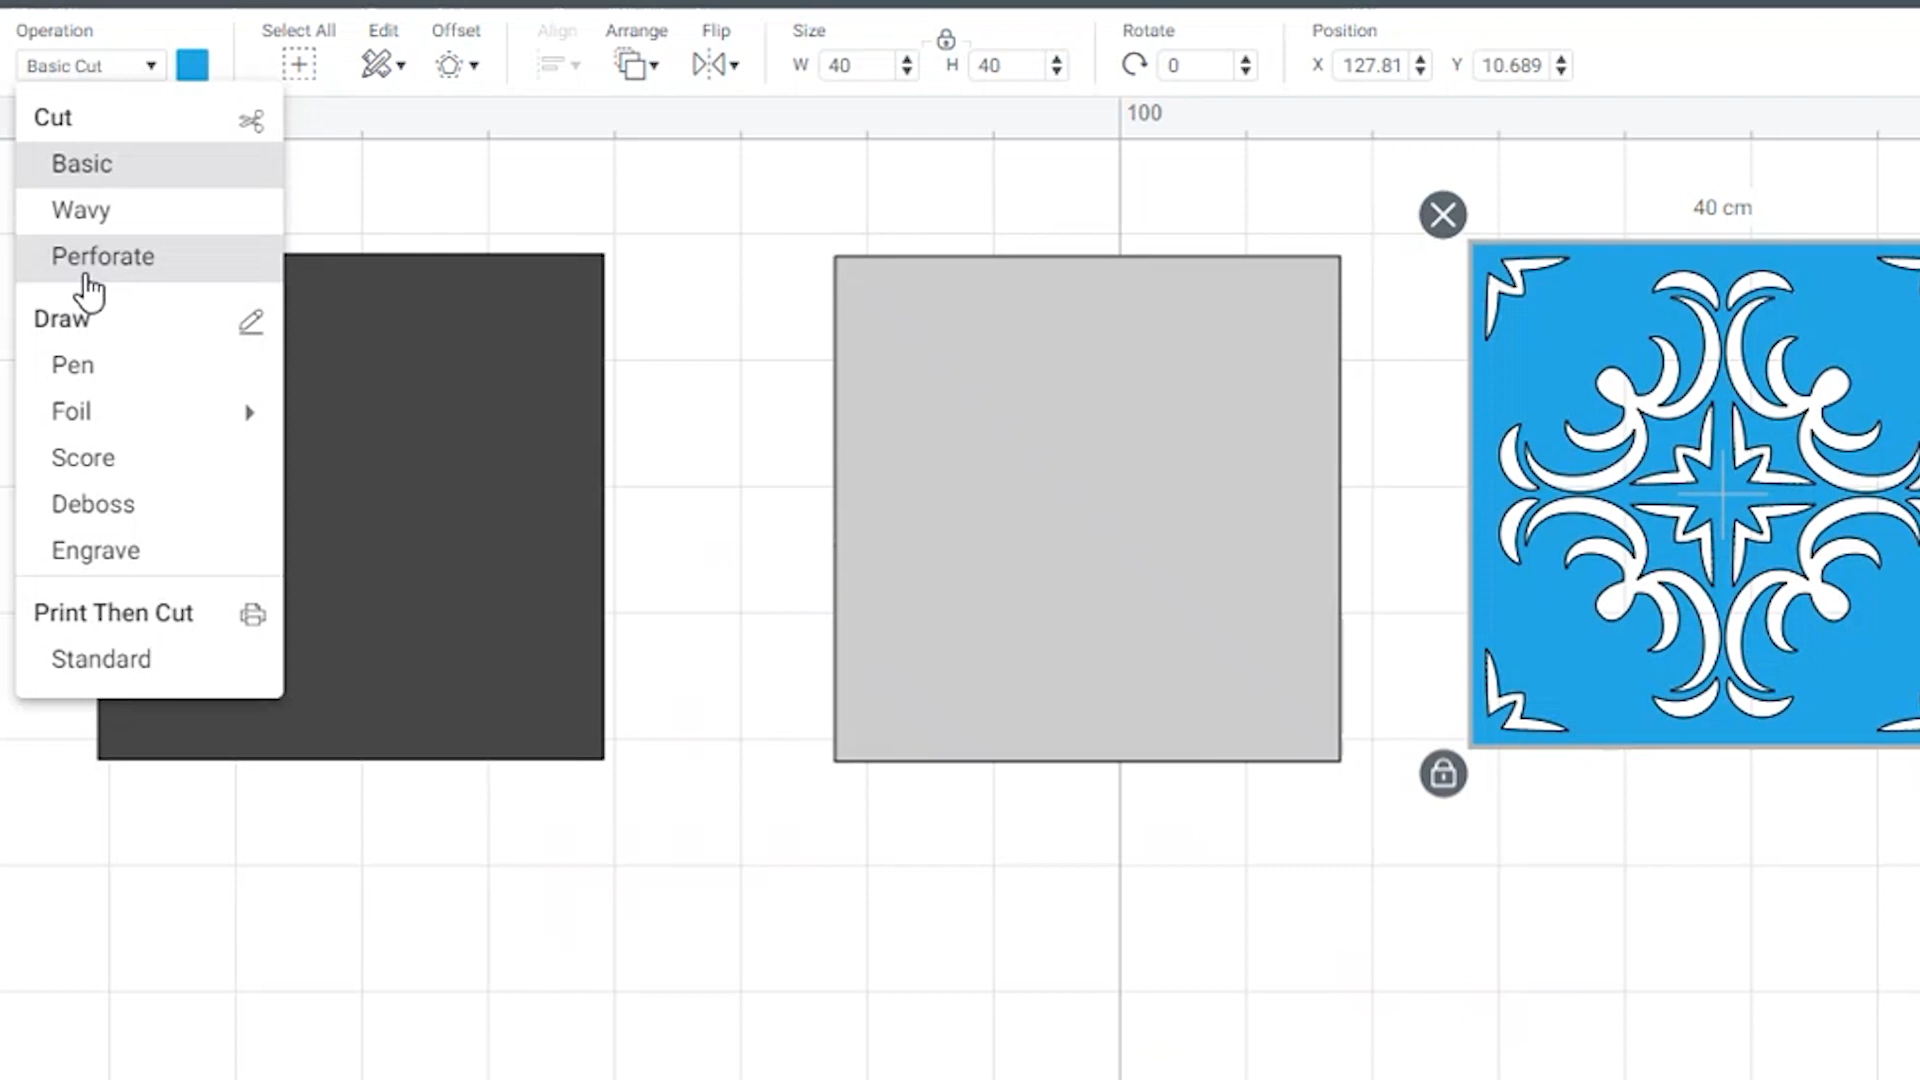 Operation
Select All
Edit
Offset
Align
Arrange
Flip
Size
Rotate
Position
Basic Cut
W 40
H 40
0
X 127.81
Y 10.689
Cut
Basic
Wavy
Perforate
Draw
Pen
Foil
Score
Deboss
Engrave
Print Then Cut
Standard
100
40 cm